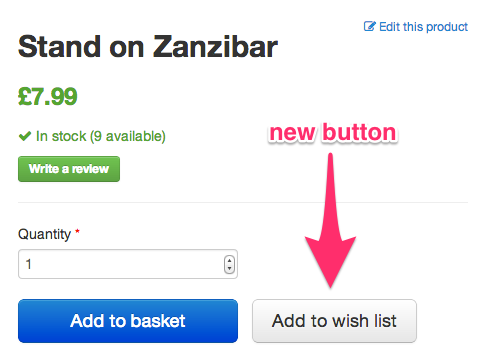 Edit this product
Stand on Zanzibar
£7.99
In stock (9 available)
new button
Write a review
Quantity *
1
Add to basket
Add to wish list